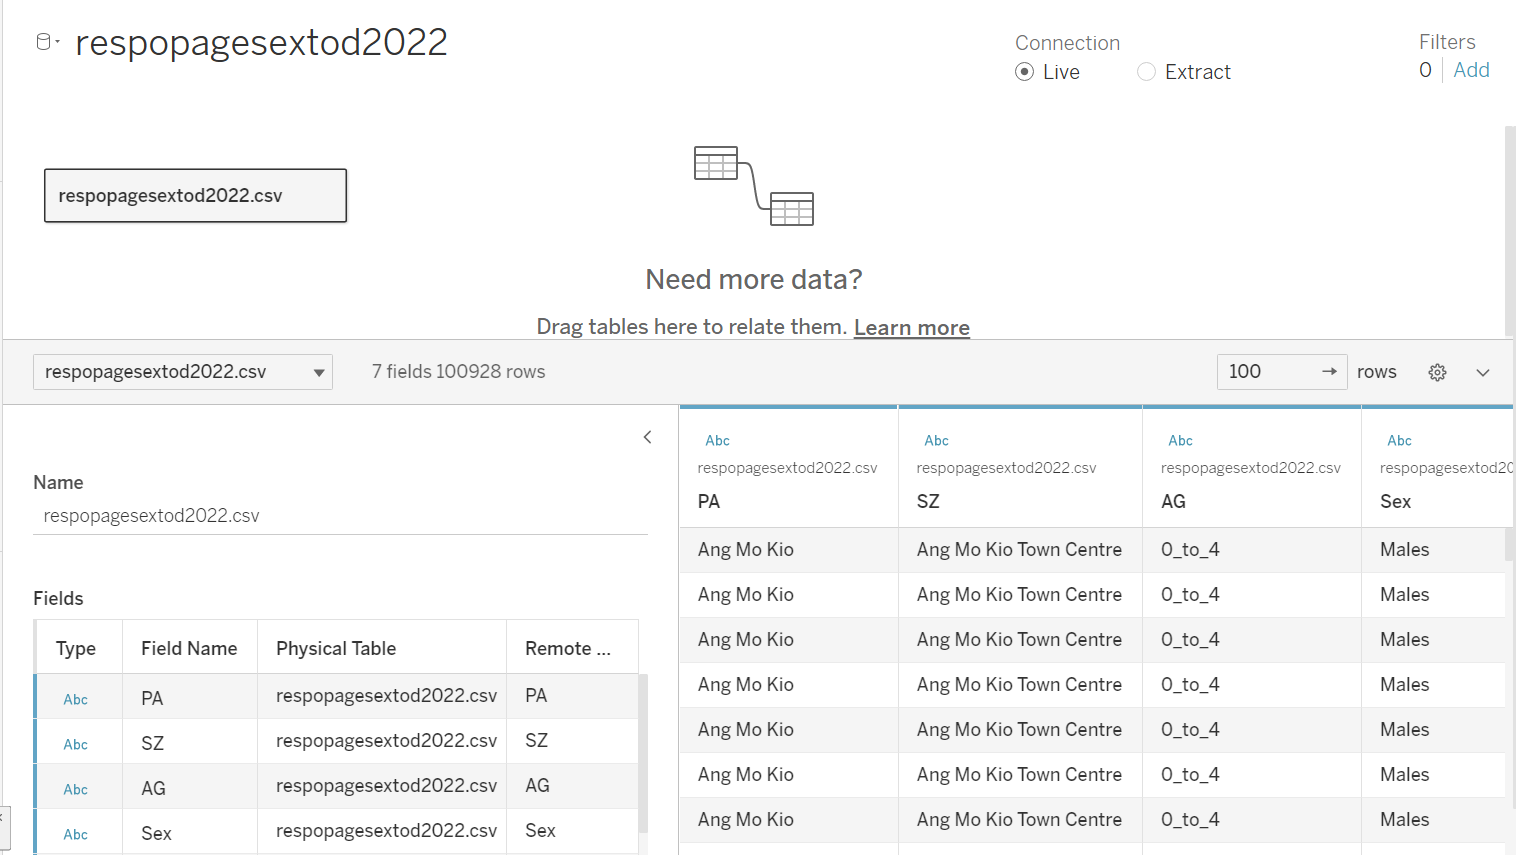 respopagesextod2022
Connection
Live
Extract
Filters
0
Add
respopagesextod2022.csv
Need more data?
Drag tables here to relate them. Learn more
respopagesextod2022.csv
7 fields 100928 rows
100
rows
Name
respopagesextod2022.csv
Fields
Type Field Name Physical Table Remote ...
Abc PA respopagesextod2022.csv PA
Abc SZ respopagesextod2022.csv SZ
Abc AG respopagesextod2022.csv AG
Abc Sex respopagesextod2022.csv Sex
Abc Abc Abc Abc
respopagesextod2022.csv respopagesextod2022.csv respopagesextod2022.csv respopagesextod20
PA SZ AG Sex
Ang Mo Kio Ang Mo Kio Town Centre 0_to_4 Males
Ang Mo Kio Ang Mo Kio Town Centre 0_to_4 Males
Ang Mo Kio Ang Mo Kio Town Centre 0_to_4 Males
Ang Mo Kio Ang Mo Kio Town Centre 0_to_4 Males
Ang Mo Kio Ang Mo Kio Town Centre 0_to_4 Males
Ang Mo Kio Ang Mo Kio Town Centre 0_to_4 Males
Ang Mo Kio Ang Mo Kio Town Centre 0_to_4 Males